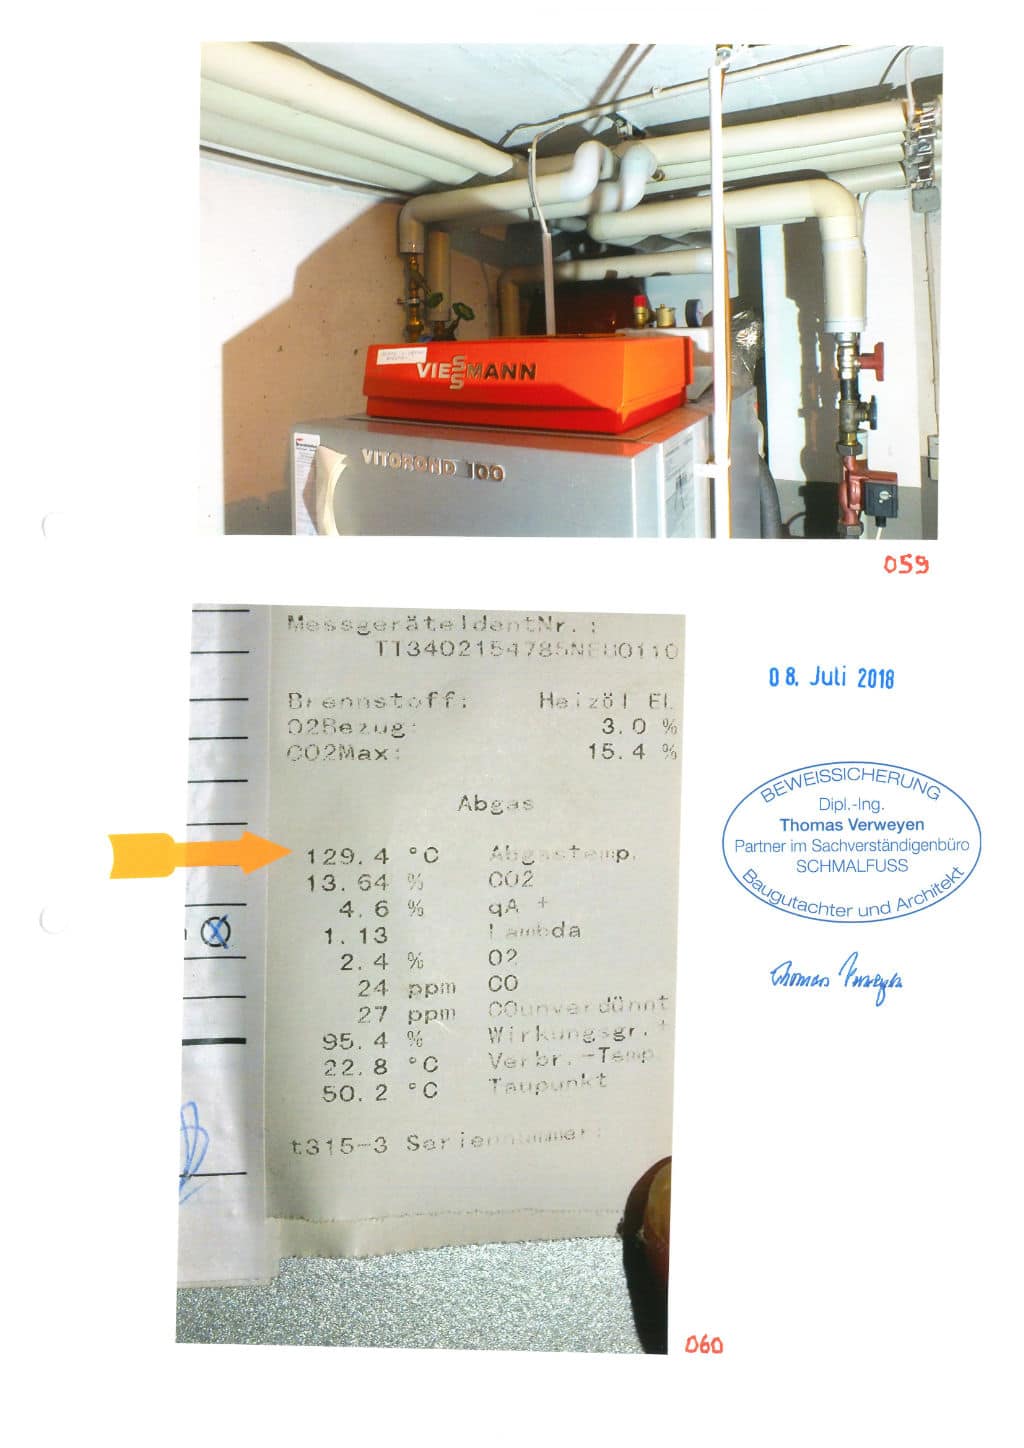 VIESSMANN
VITOROND 100
059
MessgeräteIdentNr.:
TT3402154785NEU0110
Brennstoff: Heizöl EL
O2Bezug: 3.0 %
CO2Max: 15.4 %
Abgas
129.4 °C Abgastemp.
13.64 % CO2
4.6 % qA +
1.13 Lambda
2.4 % O2
24 ppm CO
27 ppm COunverdünnt
95.4 % Wirkungsgr. +
22.8 °C Verbr.-Temp.
50.2 °C Taupunkt
t315-3 Seriennummer:
060
08. Juli 2018
BEWEISSICHERUNG
Dipl.-Ing.
Thomas Verweyen
Partner im Sachverständigenbüro
SCHMALFUSS
Baugutachter und Architekt
Thomas Verweyen